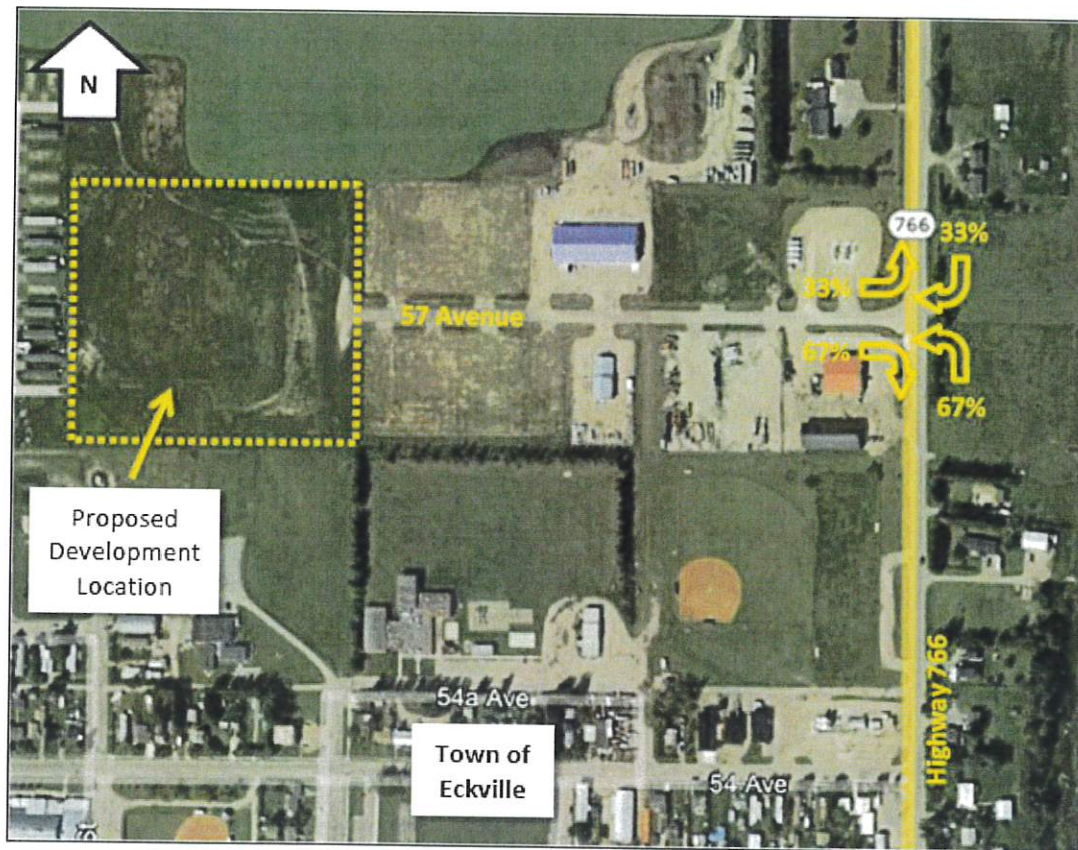 N
766
33%
33%
57 Avenue
67%
67%
Proposed
Development
Location
Highway 766
54a Ave
Town of
Eckville
54 Ave